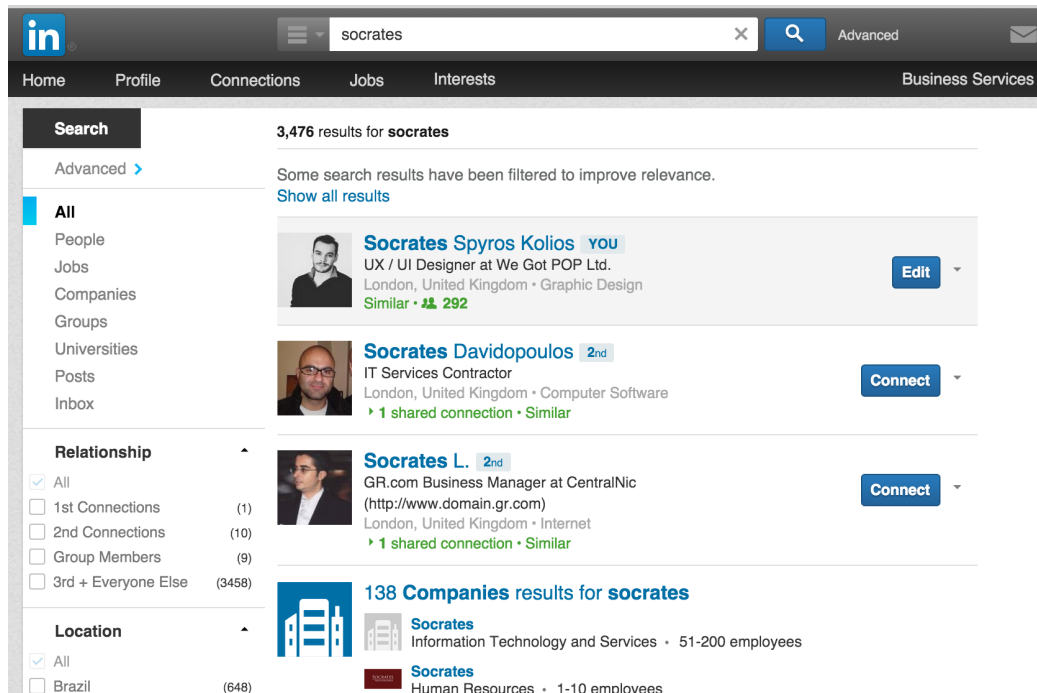 in
socrates
Advanced
Home Profile Connections Jobs Interests Business Services
Search
Advanced
All
People
Jobs
Companies
Groups
Universities
Posts
Inbox
Relationship
All
1st Connections (1)
2nd Connections (10)
Group Members (9)
3rd + Everyone Else (3458)
Location
All
Brazil (648)
3,476 results for socrates
Some search results have been filtered to improve relevance.
Show all results
Socrates Spyros Kolios YOU
UX / UI Designer at We Got POP Ltd.
London, United Kingdom • Graphic Design
Similar • 292
Edit
Socrates Davidopoulos 2nd
IT Services Contractor
London, United Kingdom • Computer Software
1 shared connection • Similar
Connect
Socrates L. 2nd
GR.com Business Manager at CentralNic
(http://www.domain.gr.com)
London, United Kingdom • Internet
1 shared connection • Similar
Connect
138 Companies results for socrates
Socrates
Information Technology and Services • 51-200 employees
Socrates
Human Resources • 1-10 employees